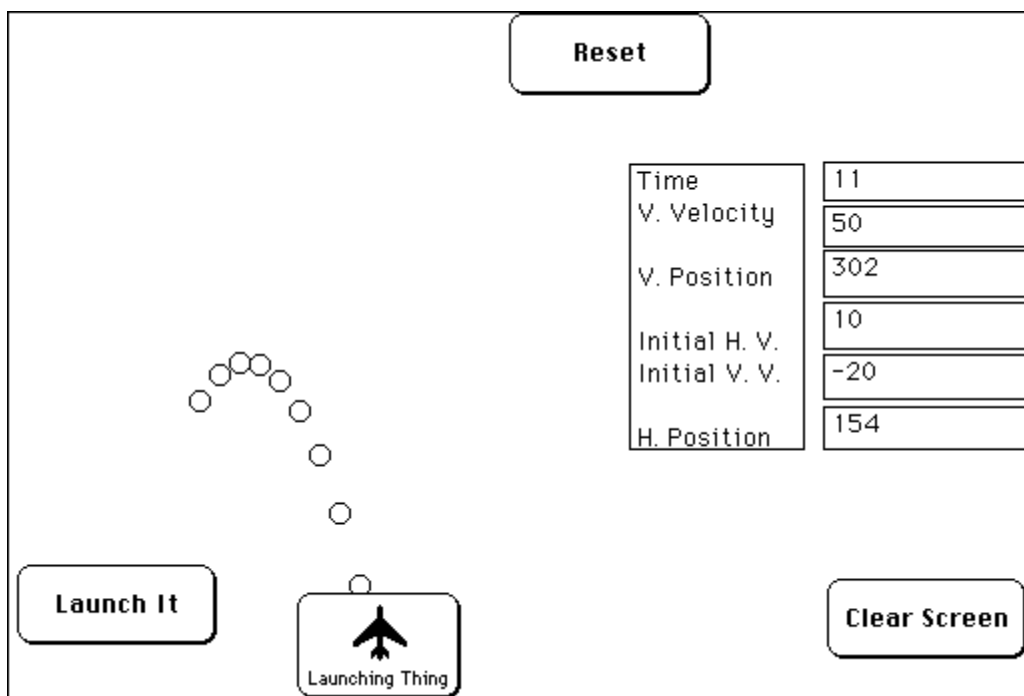 Reset
Time
11
V. Velocity
50
V. Position
302
Initial H. V.
10
Initial V. V.
-20
H. Position
154
Launch It
Launching Thing
Clear Screen